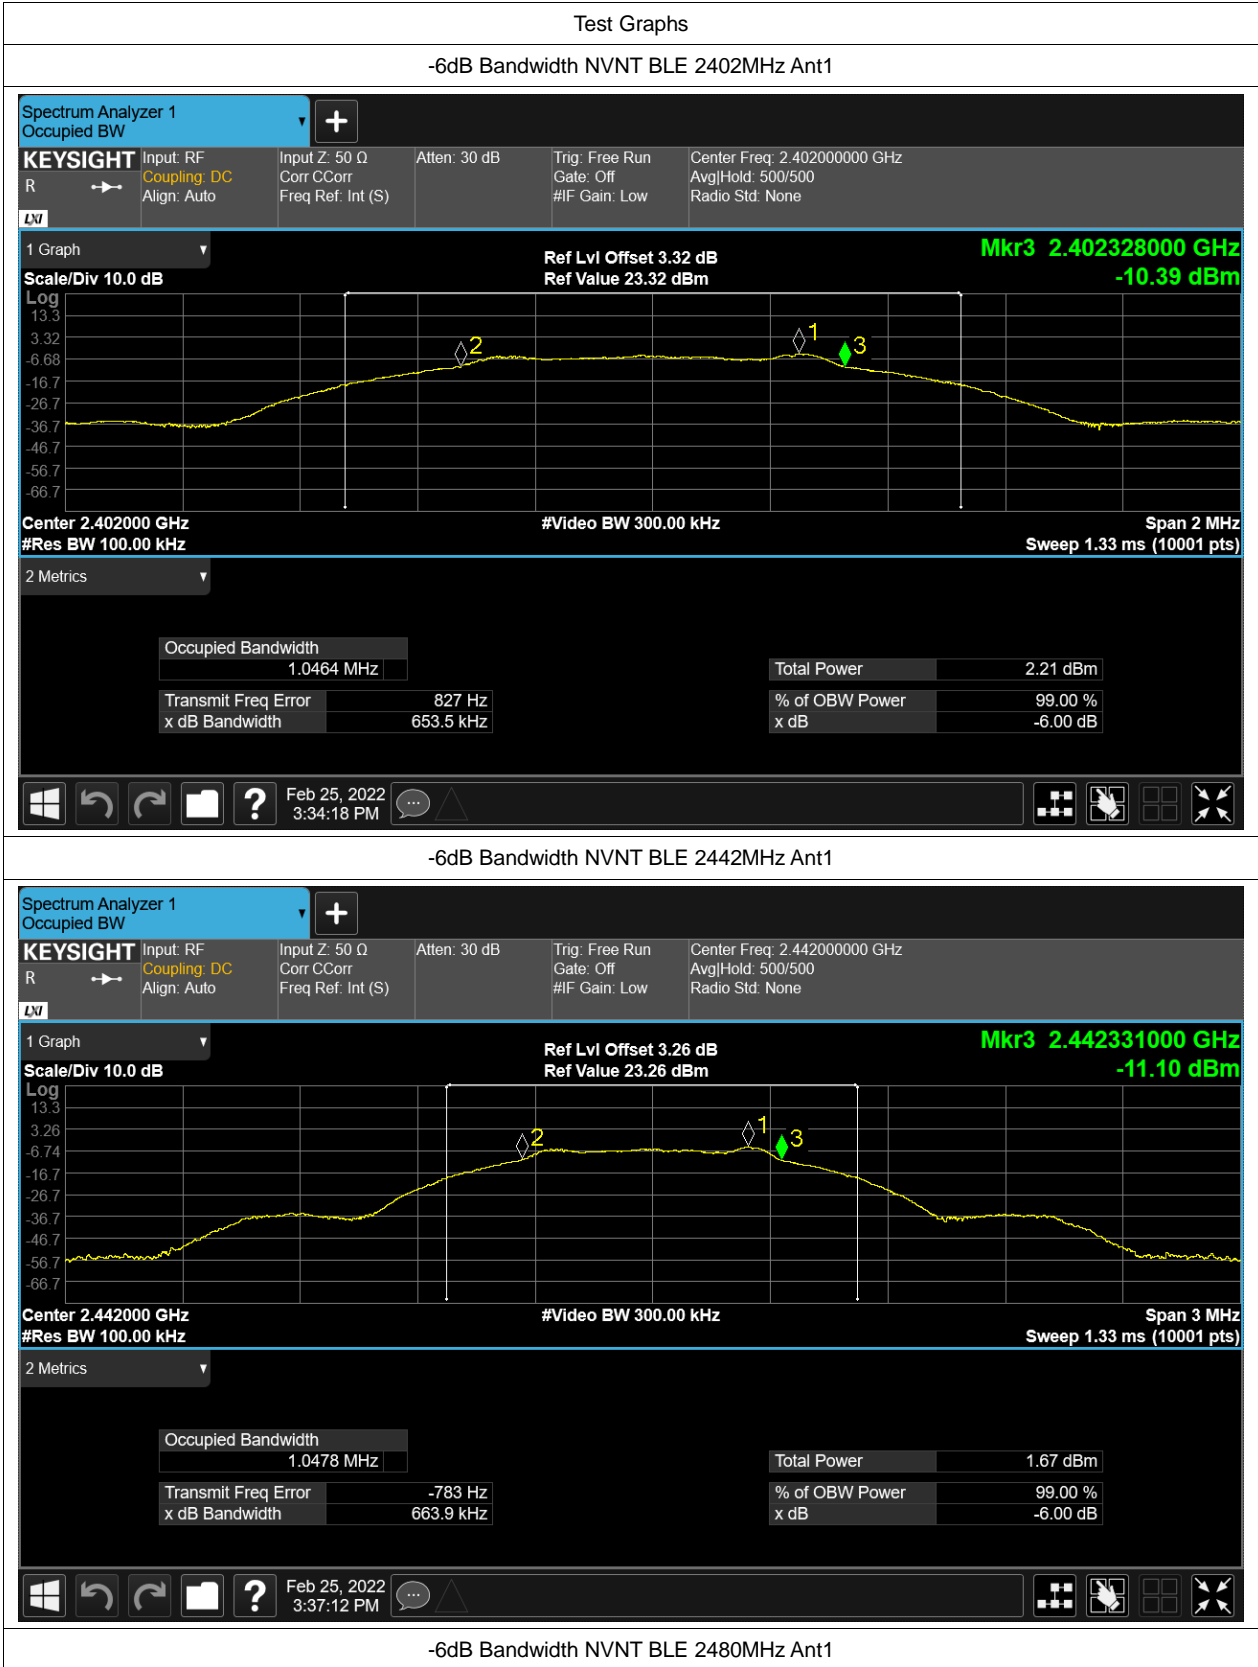 Test Graphs
-6dB Bandwidth NVNT BLE 2402MHz Ant1
Spectrum Analyzer 1
Occupied BW
KEYSIGHT Input: RF Input Z: 50 Ω Atten: 30 dB Trig: Free Run Center Freq: 2.402000000 GHz
R Coupling: DC Corr CCorr Gate: Off Avg|Hold: 500/500
Align: Auto Freq Ref: Int (S) #IF Gain: Low Radio Std: None
LXI
1 Graph Ref Lvl Offset 3.32 dB Mkr3 2.402328000 GHz
Scale/Div 10.0 dB Ref Value 23.32 dBm -10.39 dBm
Log
13.3
3.32
-6.68
-16.7
-26.7
-36.7
-46.7
-56.7
-66.7
2 1 3
Center 2.402000 GHz #Video BW 300.00 kHz Span 2 MHz
#Res BW 100.00 kHz Sweep 1.33 ms (10001 pts)
2 Metrics
Occupied Bandwidth
1.0464 MHz Total Power 2.21 dBm
Transmit Freq Error 827 Hz % of OBW Power 99.00 %
x dB Bandwidth 653.5 kHz x dB -6.00 dB
? Feb 25, 2022
3:34:18 PM
-6dB Bandwidth NVNT BLE 2442MHz Ant1
Spectrum Analyzer 1
Occupied BW
KEYSIGHT Input: RF Input Z: 50 Ω Atten: 30 dB Trig: Free Run Center Freq: 2.442000000 GHz
R Coupling: DC Corr CCorr Gate: Off Avg|Hold: 500/500
Align: Auto Freq Ref: Int (S) #IF Gain: Low Radio Std: None
LXI
1 Graph Ref Lvl Offset 3.26 dB Mkr3 2.442331000 GHz
Scale/Div 10.0 dB Ref Value 23.26 dBm -11.10 dBm
Log
13.3
3.26
-6.74
-16.7
-26.7
-36.7
-46.7
-56.7
-66.7
2 1 3
Center 2.442000 GHz #Video BW 300.00 kHz Span 3 MHz
#Res BW 100.00 kHz Sweep 1.33 ms (10001 pts)
2 Metrics
Occupied Bandwidth
1.0478 MHz Total Power 1.67 dBm
Transmit Freq Error -783 Hz % of OBW Power 99.00 %
x dB Bandwidth 663.9 kHz x dB -6.00 dB
? Feb 25, 2022
3:37:12 PM
-6dB Bandwidth NVNT BLE 2480MHz Ant1